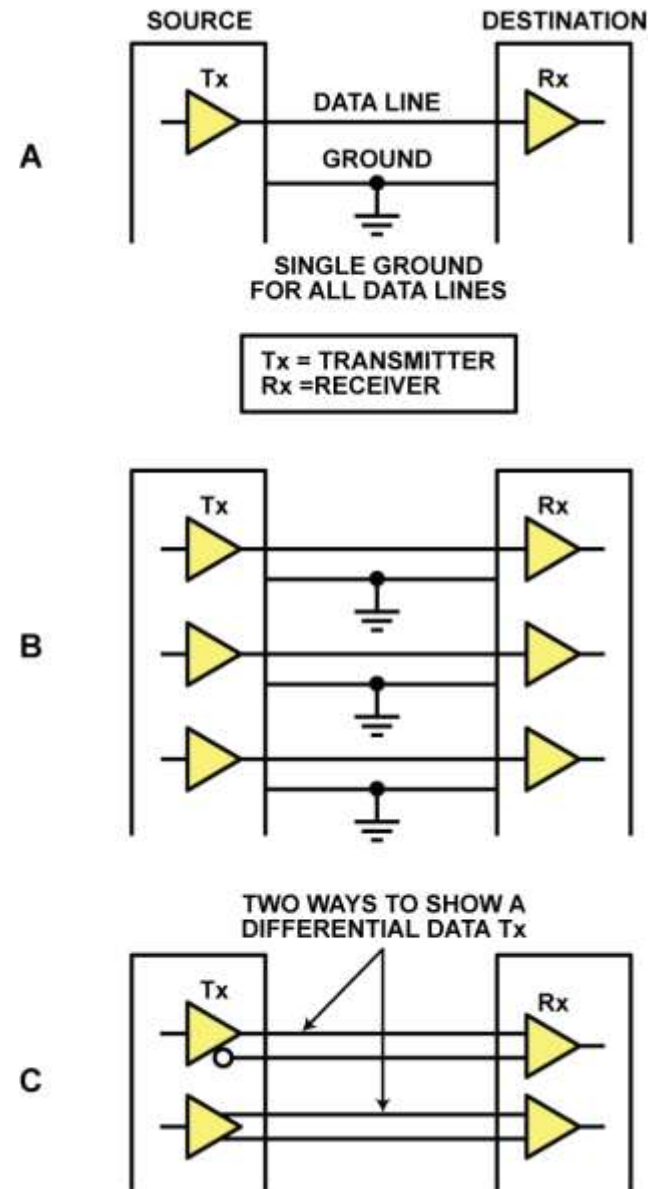 SOURCE
DESTINATION
Tx
Rx
DATA LINE
A
GROUND
SINGLE GROUND
FOR ALL DATA LINES
Tx = TRANSMITTER
Rx =RECEIVER
Tx
Rx
B
TWO WAYS TO SHOW A
DIFFERENTIAL DATA Tx
Tx
Rx
C